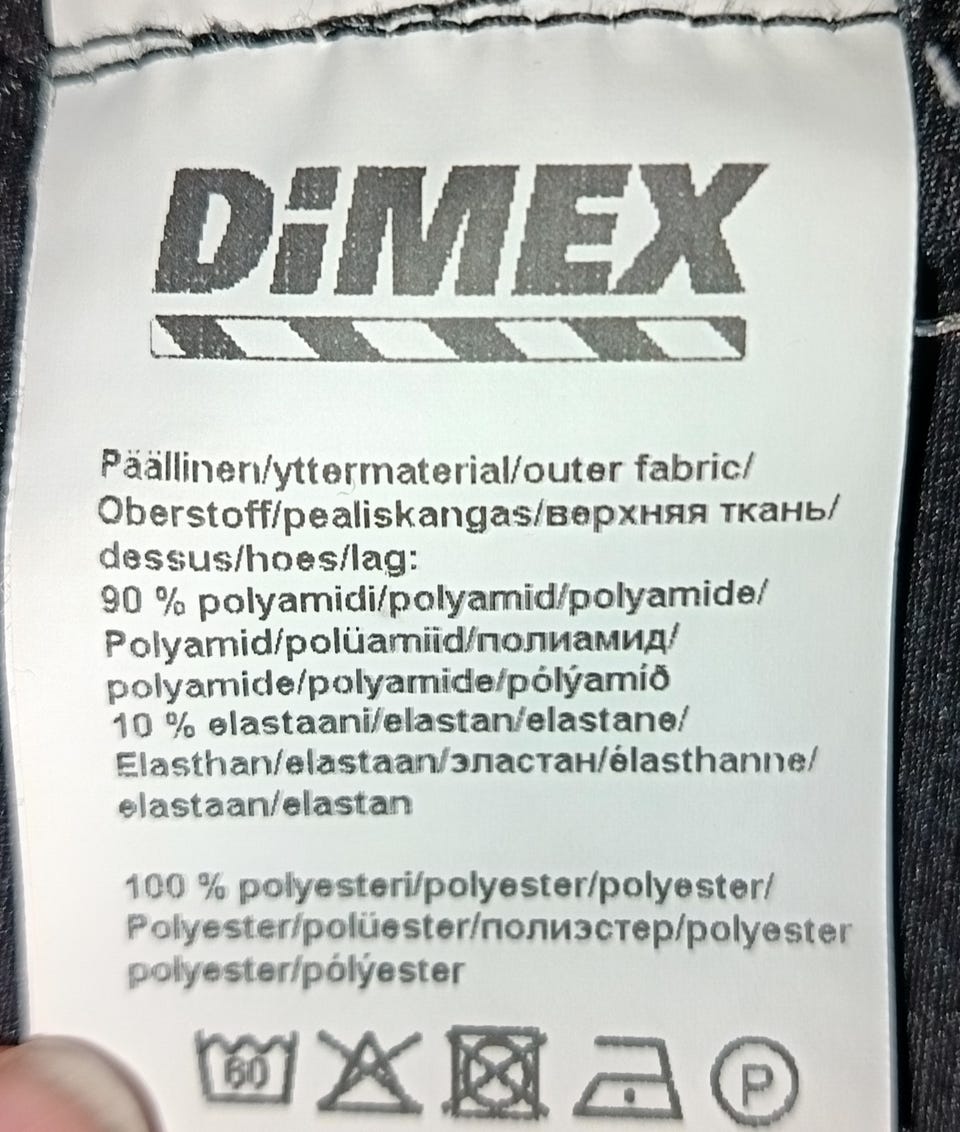 DiMEX
Päällinen/yttermaterial/outer fabric/
Oberstoff/pealiskangas/верхняя ткань/
dessus/hoes/lag:
90 % polyamidi/polyamid/polyamide/
Polyamid/polüamiid/полиамид/
polyamide/polyamide/pólýamíð
10 % elastaani/elastan/elastane/
Elasthan/elastaan/эластан/élasthanne/
elastaan/elastan
100 % polyesteri/polyester/polyester/
Polyester/polüester/полиэстер/polyester
polyester/pólýester
60
P